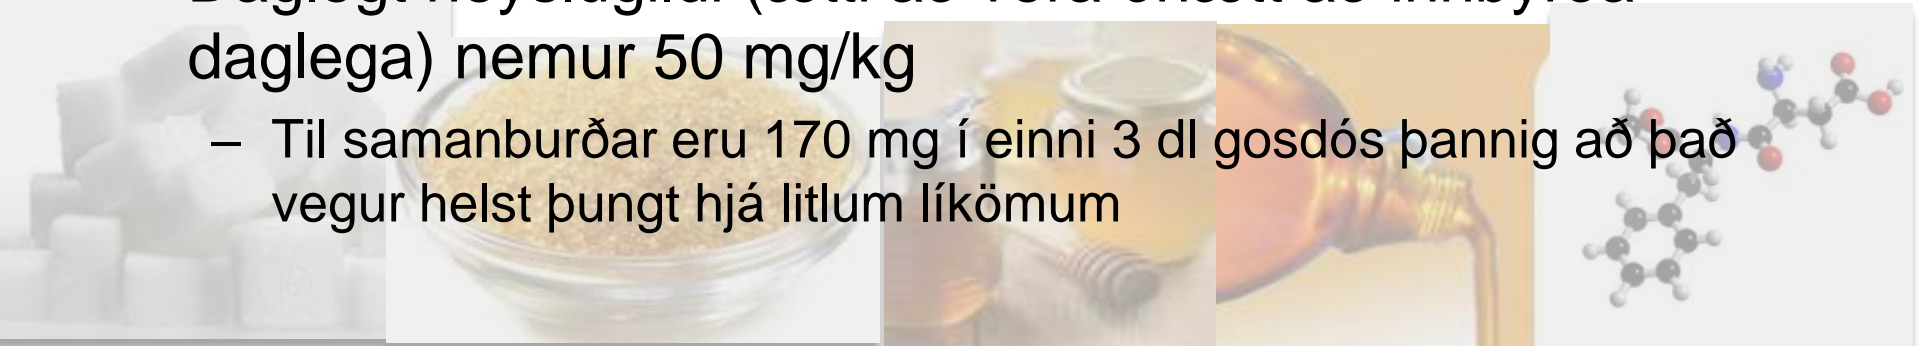 daglega) nemur 50 mg/kg
– Til samanburðar eru 170 mg í einni 3 dl gosdós þannig að það
vegur helst þungt hjá litlum líkömum